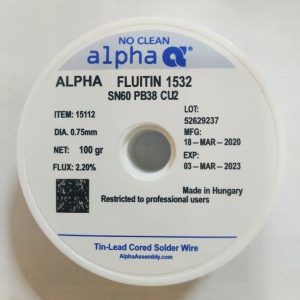 NO CLEAN
alpha α
ALPHA FLUITIN 1532
SN60 PB38 CU2
ITEM: 15112
DIA. 0.75mm
NET: 100 gr
FLUX: 2.20%
LOT:
52629237
MFG:
18 – MAR – 2020
EXP:
03 – MAR – 2023
Made in Hungary
Restricted to professional users
Tin-Lead Cored Solder Wire
AlphaAssembly.com